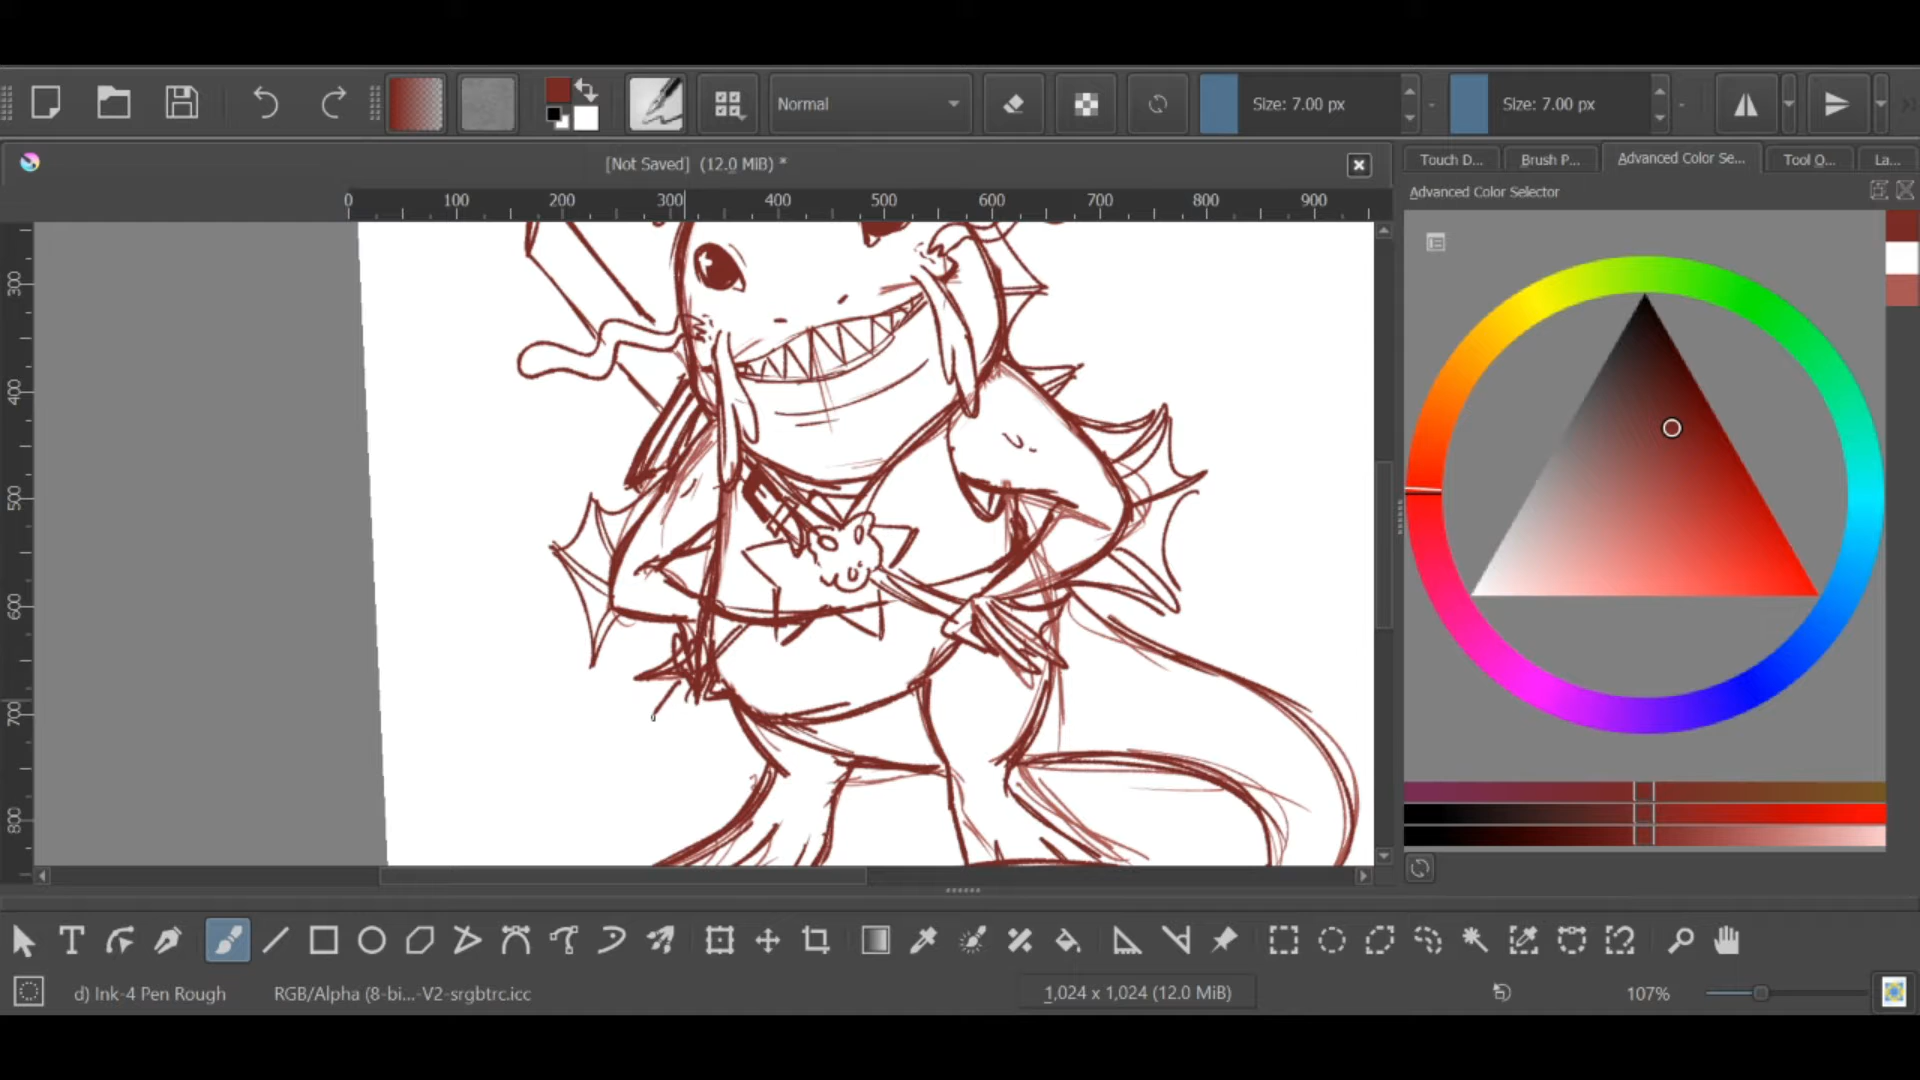 Normal
Size: 7.00 px
Size: 7.00 px
[Not Saved] (12.0 MiB) *
Touch D...
Brush P...
Advanced Color Se...
Tool O...
La...
Advanced Color Selector
0 100 200 300 400 500 600 700 800 900
300
400
500
600
700
800
d) Ink-4 Pen Rough
RGB/Alpha (8-bi...-V2-srgbtrc.icc
1,024 x 1,024 (12.0 MiB)
107%